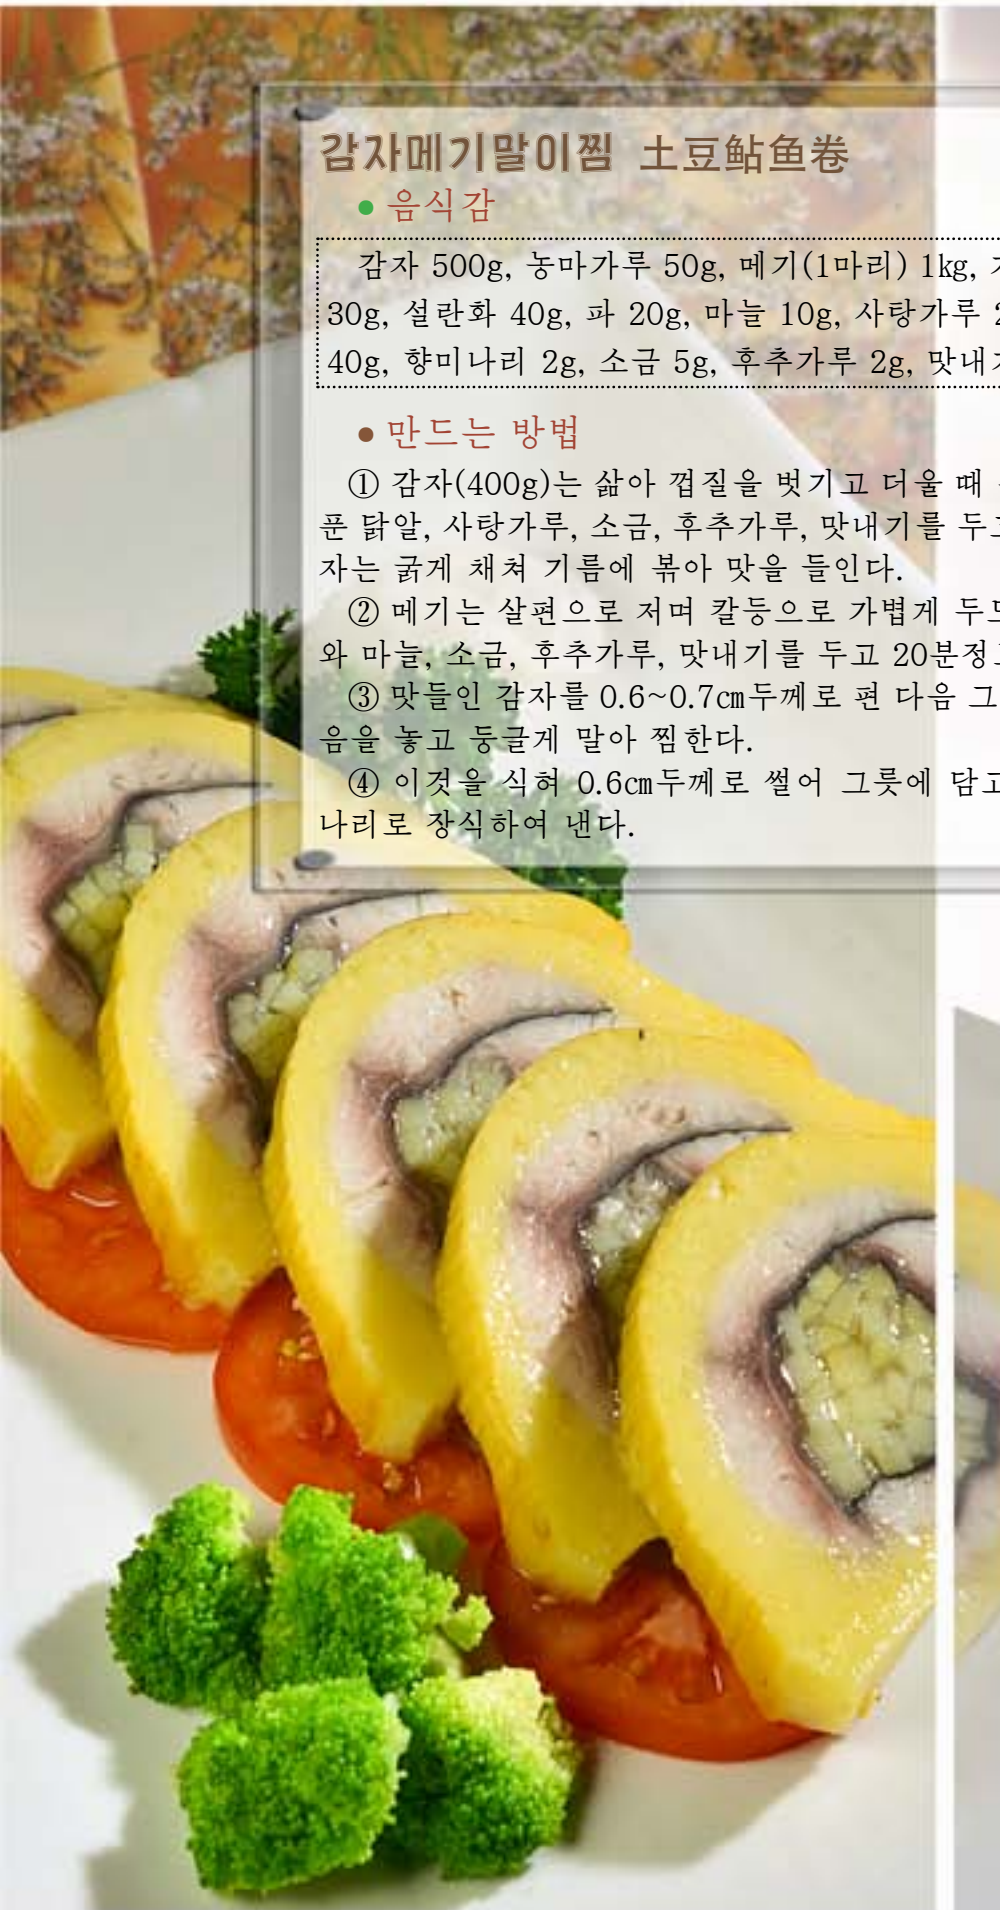 감자메기말이찜 土豆鲇鱼卷
● 음식감
감자 500g, 농마가루 50g, 메기(1마리) 1㎏,
30g, 설란화 40g, 파 20g, 마늘 10g, 사탕가루
40g, 향미나리 2g, 소금 5g, 후추가루 2g,
● 만드는 방법
① 감자(400g)는 삶아 껍질을 벗기고 더울 때
푼 닭알, 사탕가루, 소금, 후추가루, 맛내기를
자는 굵게 채쳐 기름에 볶아 맛을 들인다.
② 메기는 살편으로 저며 칼등으로 가볍게
와 마늘, 소금, 후추가루, 맛내기를 두고
③ 맛들인 감자를 0.6~0.7㎝두께로 편 다음 그
음을 놓고 둥글게 말아 찜한다.
④ 이것을 식혀 0.6㎝두께로 썰어 그릇에
나리로 장식하여 낸다.